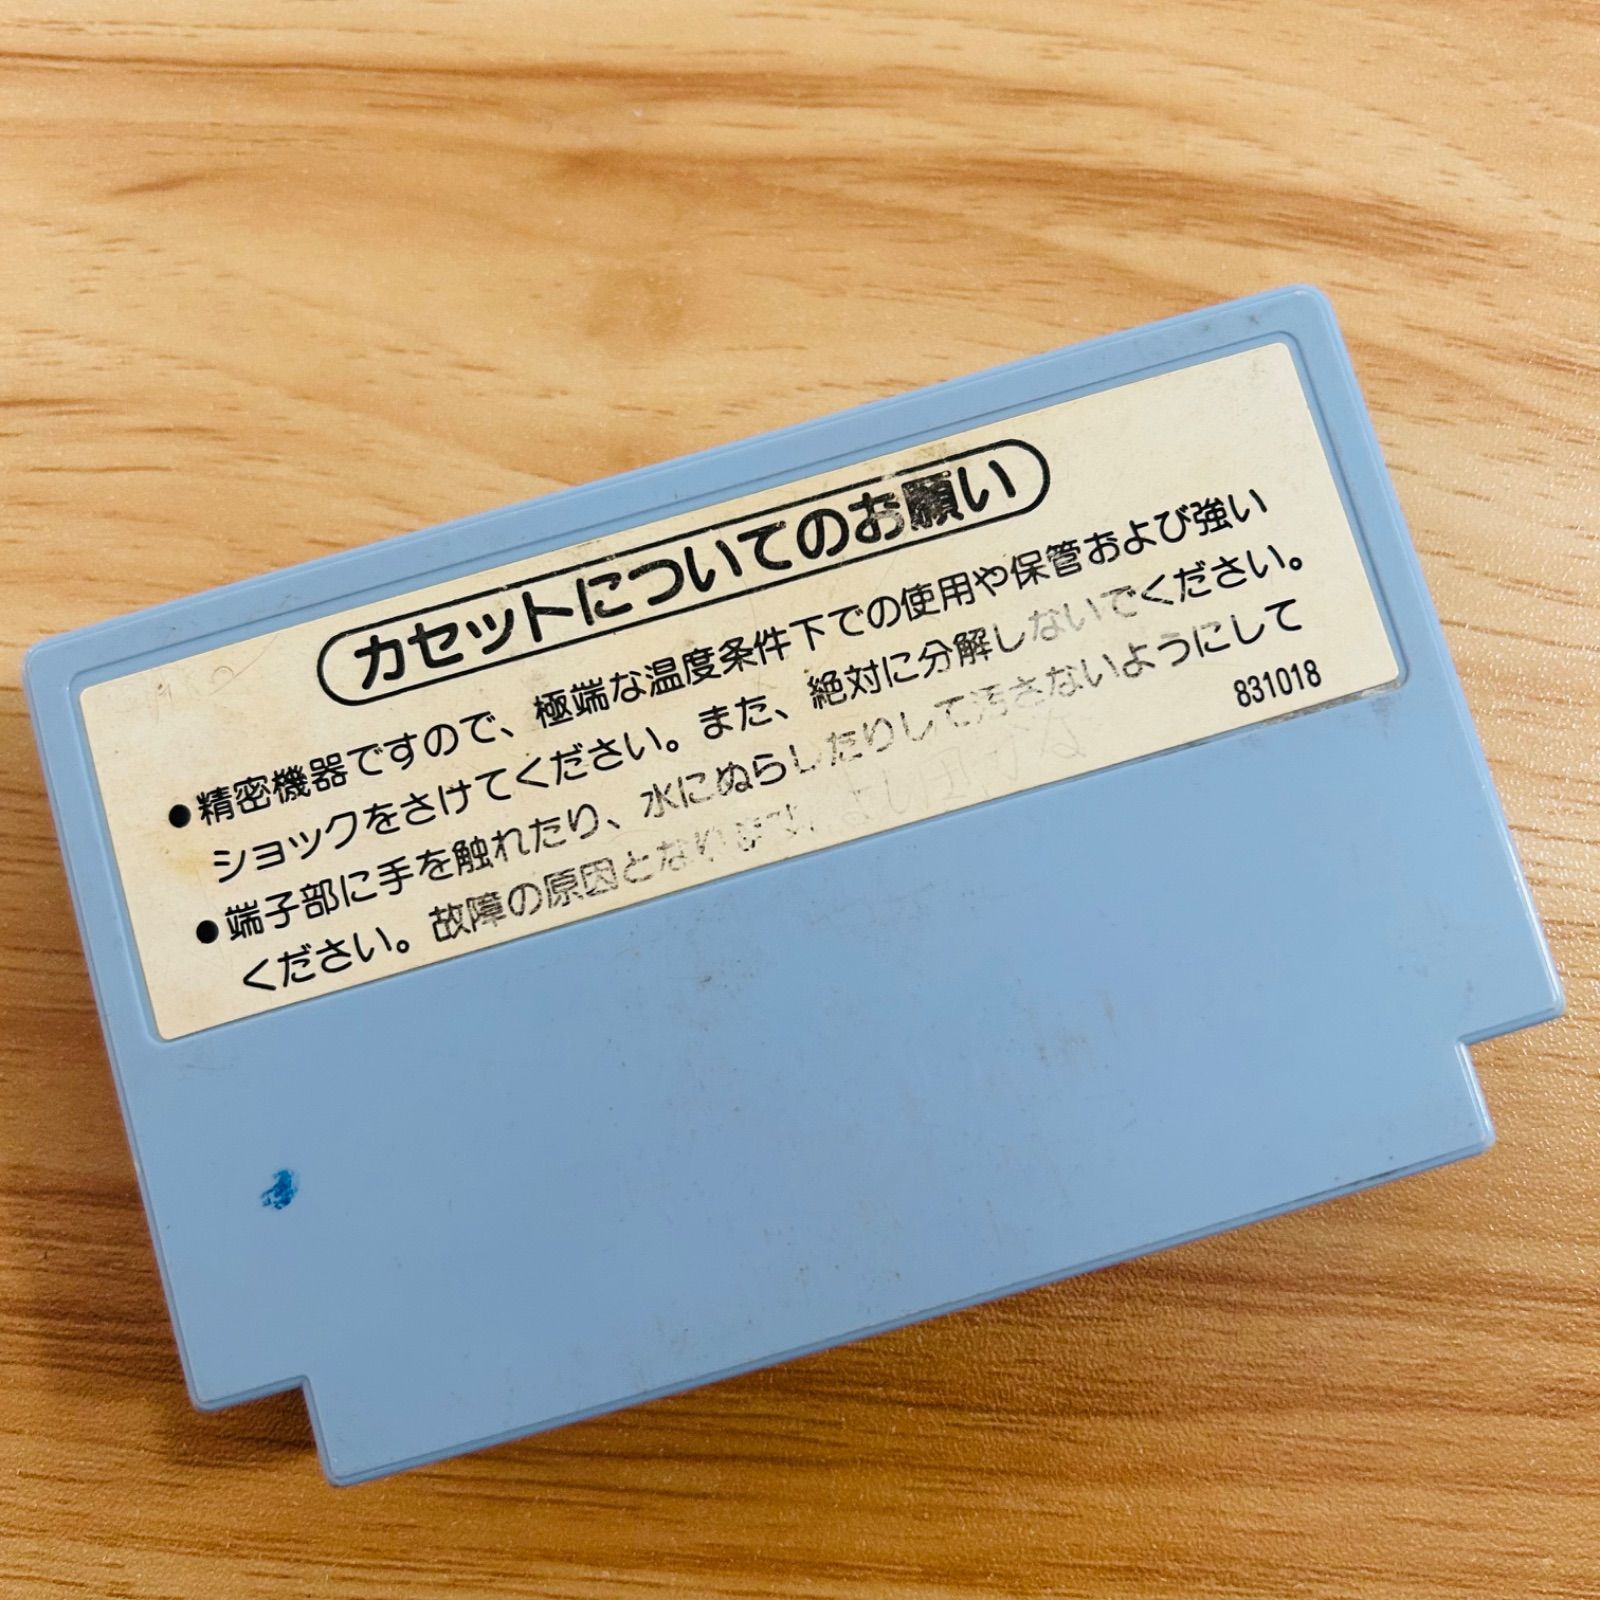 カセットについてのお願い
●精密機器ですので、極端な温度条件下での使用や保管および強い
ショックをさけてください。また、絶対に分解しないでください。
●端子部に手を触れたり、水にぬらしたりして汚さないようにして
ください。故障の原因となります。
831018